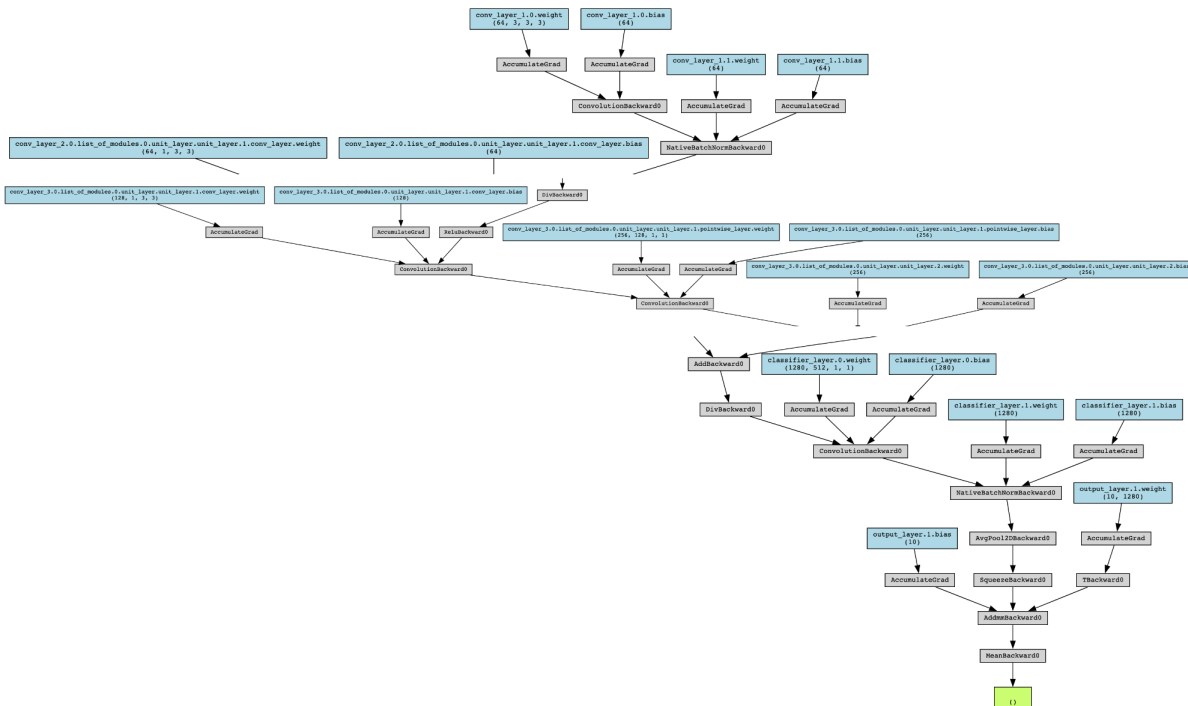 conv_layer_1.0.weight
(64, 3, 3, 3)
conv_layer_1.0.bias
(64)
AccumulateGrad
AccumulateGrad
conv_layer_1.1.weight
(64)
conv_layer_1.1.bias
(64)
ConvolutionBackward0
AccumulateGrad
AccumulateGrad
conv_layer_2.0.list_of_modules.0.unit_layer.unit_layer.1.conv_layer.weight
(64, 1, 3, 3)
conv_layer_2.0.list_of_modules.0.unit_layer.unit_layer.1.conv_layer.bias
(64)
NativeBatchNormBackward0
conv_layer_3.0.list_of_modules.0.unit_layer.unit_layer.1.conv_layer.weight
(128, 1, 3, 3)
conv_layer_3.0.list_of_modules.0.unit_layer.unit_layer.1.conv_layer.bias
(128)
DivBackward0
AccumulateGrad
AccumulateGrad
ReluBackward0
conv_layer_3.0.list_of_modules.0.unit_layer.unit_layer.1.pointwise_layer.weight
(256, 128, 1, 1)
conv_layer_3.0.list_of_modules.0.unit_layer.unit_layer.1.pointwise_layer.bias
(256)
ConvolutionBackward0
AccumulateGrad
AccumulateGrad
conv_layer_3.0.list_of_modules.0.unit_layer.unit_layer.2.weight
(256)
conv_layer_3.0.list_of_modules.0.unit_layer.unit_layer.2.bias
(256)
ConvolutionBackward0
AccumulateGrad
AccumulateGrad
AddBackward0
classifier_layer.0.weight
(1280, 512, 1, 1)
classifier_layer.0.bias
(1280)
DivBackward0
AccumulateGrad
AccumulateGrad
classifier_layer.1.weight
(1280)
classifier_layer.1.bias
(1280)
ConvolutionBackward0
AccumulateGrad
AccumulateGrad
NativeBatchNormBackward0
output_layer.1.weight
(10, 1280)
output_layer.1.bias
(10)
AvgPool2DBackward0
AccumulateGrad
AccumulateGrad
SqueezeBackward0
TBackward0
AddmmBackward0
MeanBackward0
()